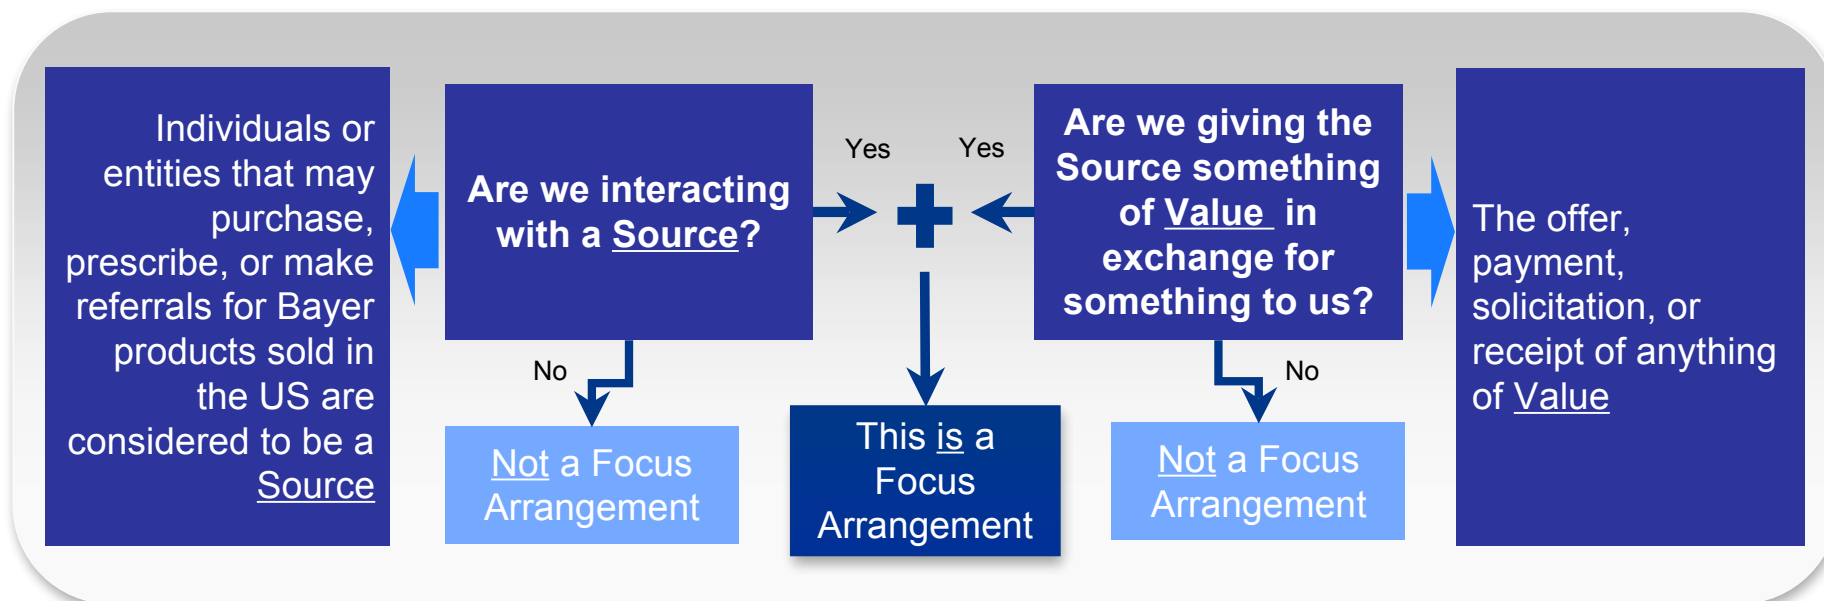 Individuals or
entities that may
purchase,
prescribe, or make
referrals for Bayer
products sold in
the US are
considered to be a
Source
Are we interacting
with a Source?
Yes
Yes
Are we giving the
Source something
of Value in
exchange for
something to us?
The offer,
payment,
solicitation, or
receipt of anything
of Value
No
No
Not a Focus
Arrangement
This is a
Focus
Arrangement
Not a Focus
Arrangement